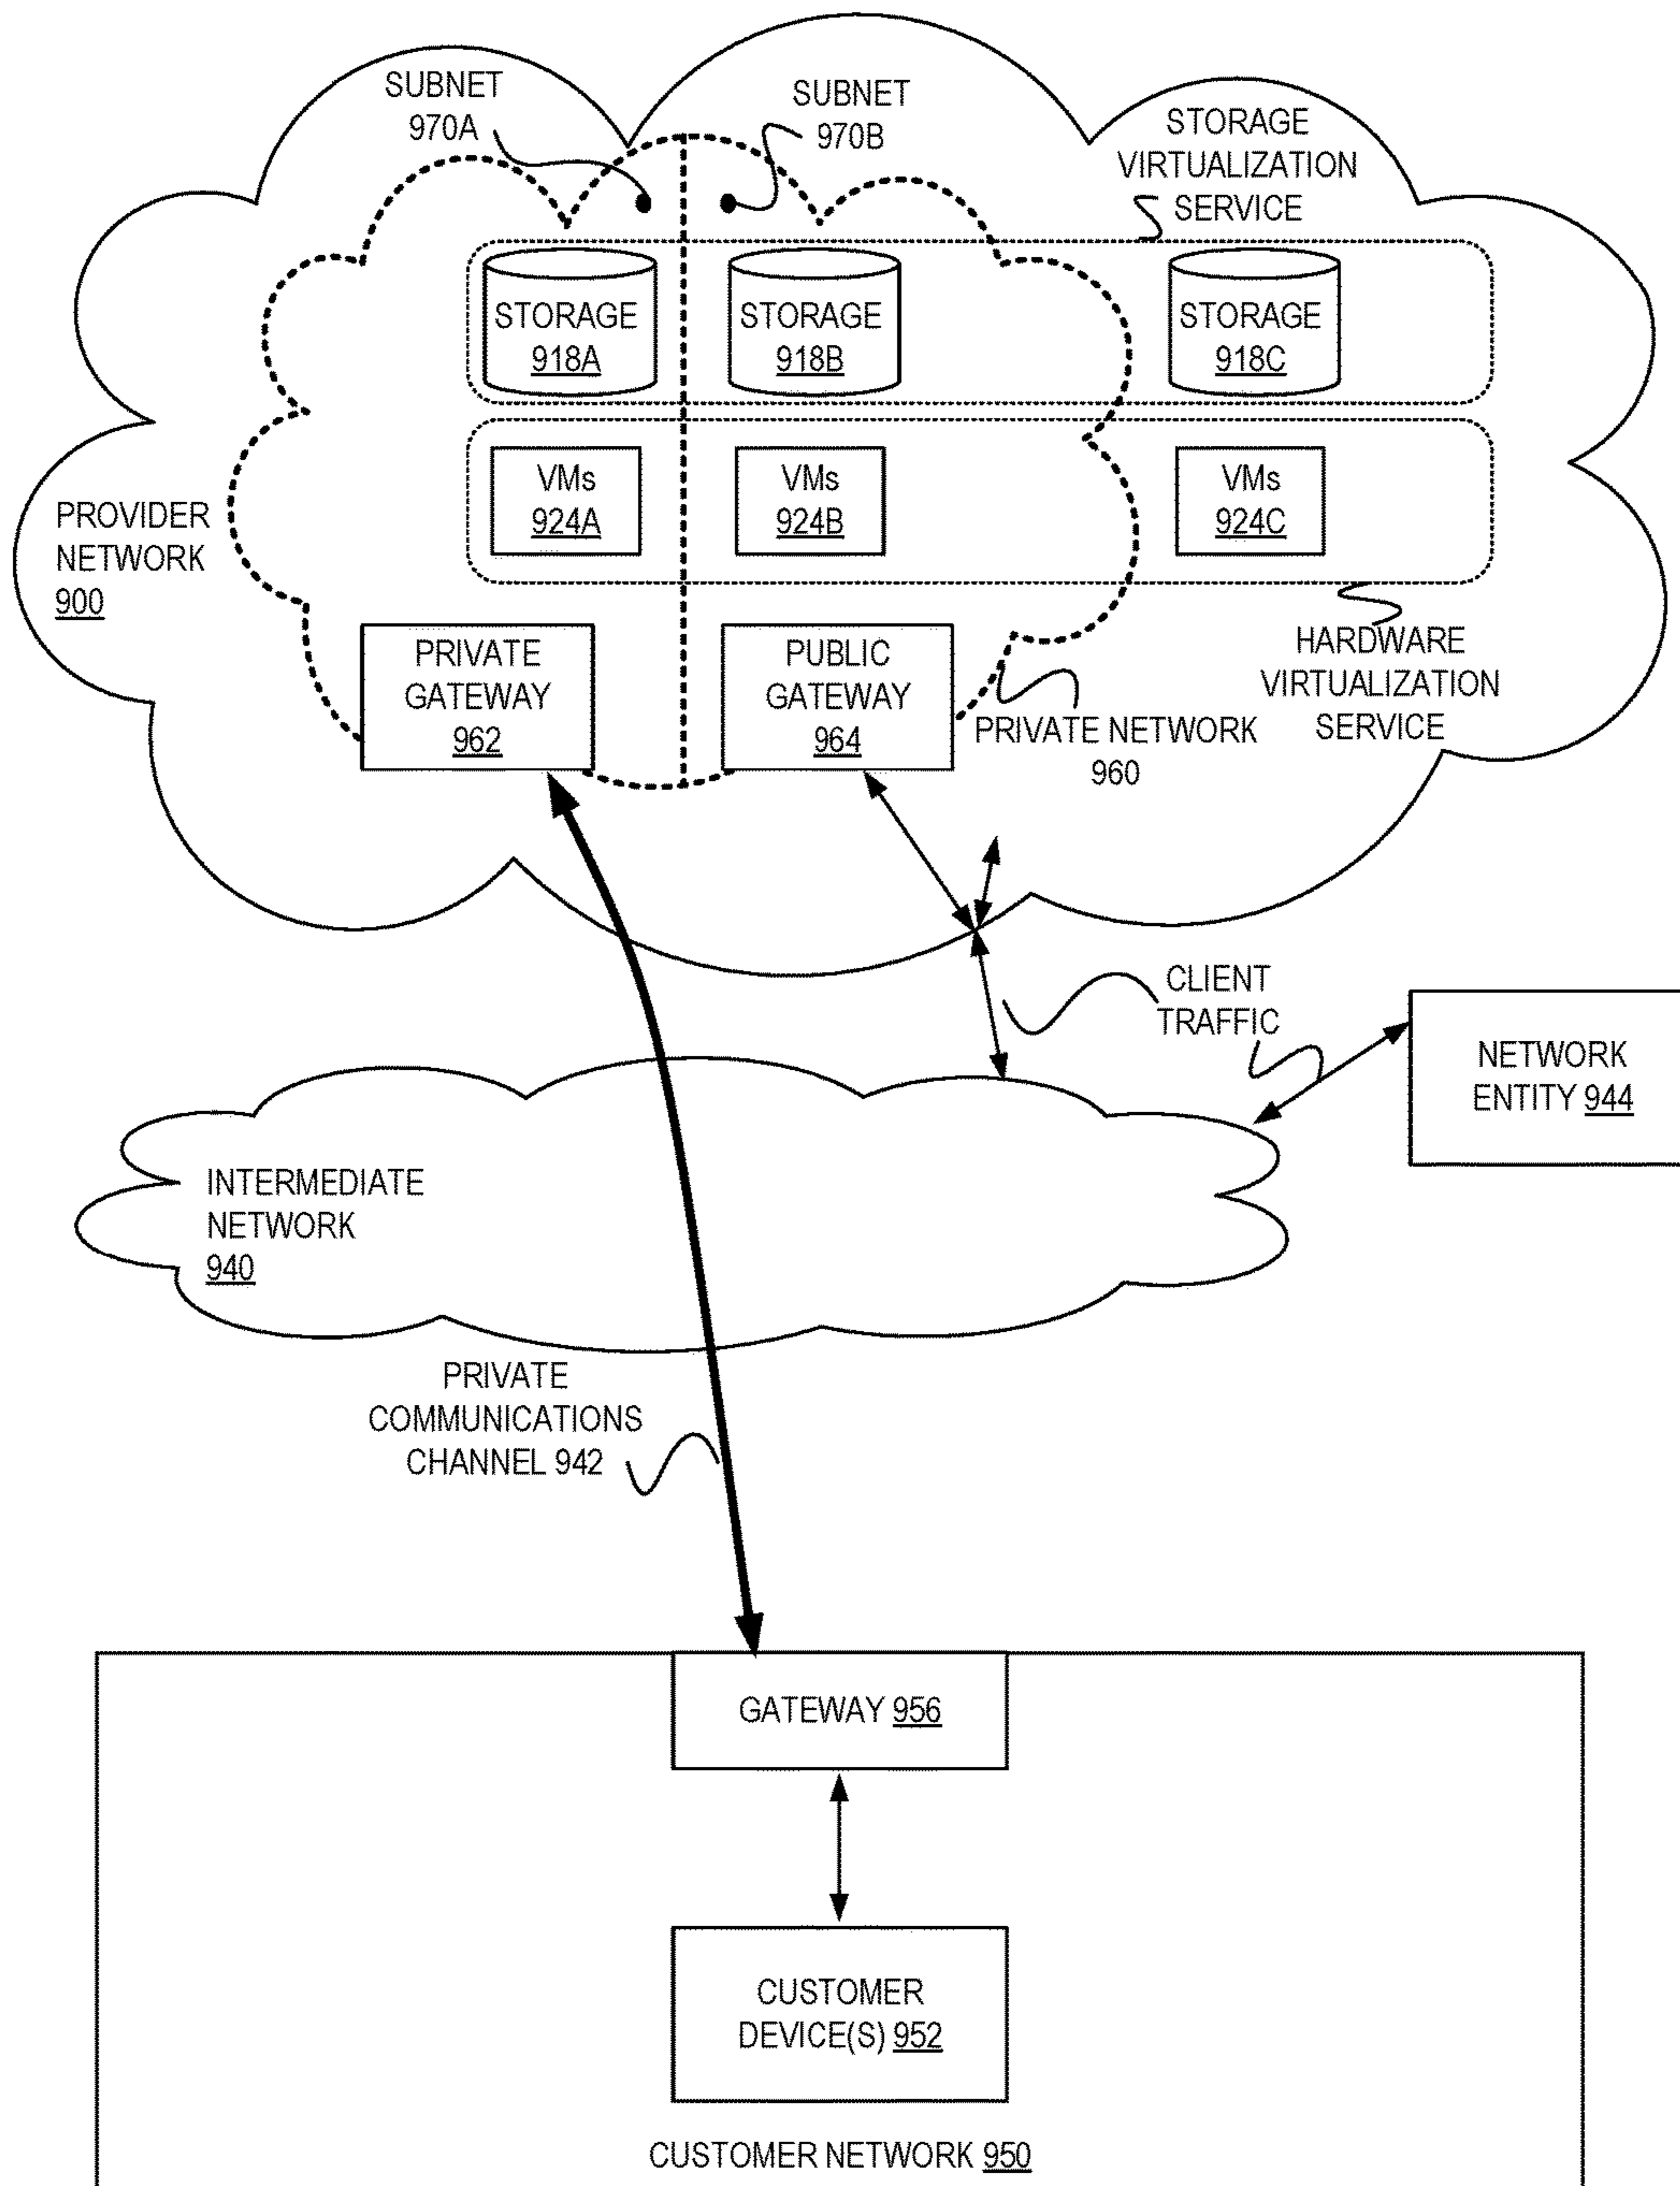 SUBNET
970A
SUBNET
970B
STORAGE
VIRTUALIZATION
SERVICE
STORAGE
918A
STORAGE
918B
STORAGE
918C
VMs
924A
VMs
924B
VMs
924C
PROVIDER
NETWORK
900
PRIVATE
GATEWAY
962
PUBLIC
GATEWAY
964
HARDWARE
VIRTUALIZATION
SERVICE
PRIVATE NETWORK
960
CLIENT
TRAFFIC
NETWORK
ENTITY 944
INTERMEDIATE
NETWORK
940
PRIVATE
COMMUNICATIONS
CHANNEL 942
GATEWAY 956
CUSTOMER
DEVICE(S) 952
CUSTOMER NETWORK 950